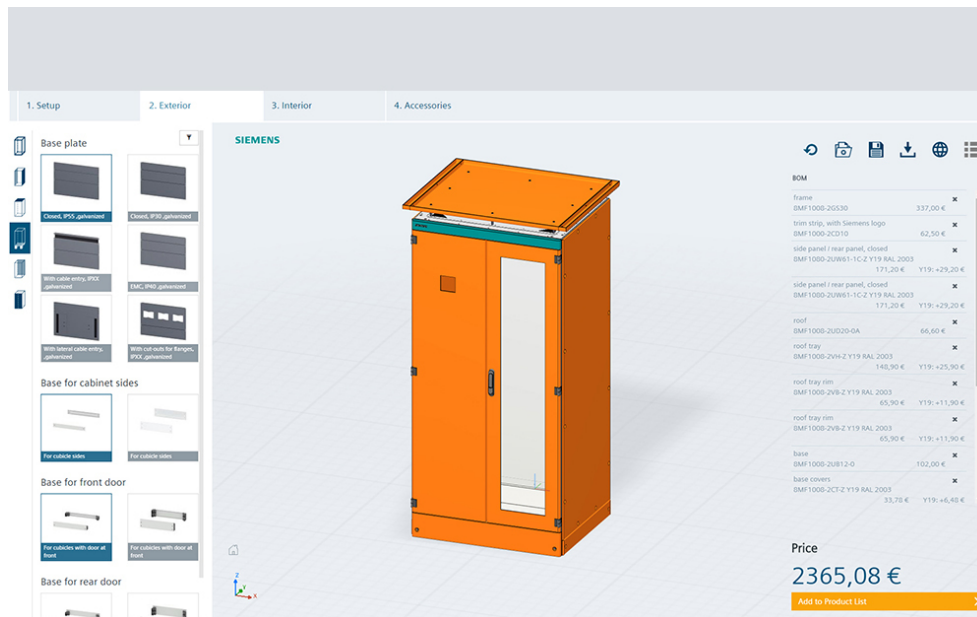 1. Setup
2. Exterior
3. Interior
4. Accessories
Base plate
Closed, IP55 ,galvanized
Closed, IP30 ,galvanized
With cable entry, IPXX
,galvanized
EMC, IP40 ,galvanized
With lateral cable entry,
,galvanized
With cut-outs for flanges,
IPXX ,galvanized
Base for cabinet sides
For cubicle sides
For cubicle sides
Base for front door
For cubicles with door at
front
For cubicles with door at
front
Base for rear door
SIEMENS
Z
Y
X
BOM
frame
8MF1000-2GS30 337,00 €
trim strip, with Siemens logo
8MF1000-2CD10 62,50 €
side panel / rear panel, closed
8MF1000-2UW61-1C-Z Y19 RAL 2003
171,20 € Y19: +29,20 €
side panel / rear panel, closed
8MF1000-2UW61-1C-Z Y19 RAL 2003
171,20 € Y19: +29,20 €
roof
8MF1000-2UD20-0A 66,60 €
roof tray
8MF1000-2VH-Z Y19 RAL 2003
148,90 € Y19: +25,90 €
roof tray rim
8MF1000-2V8-Z Y19 RAL 2003
65,90 € Y19: +11,90 €
roof tray rim
8MF1000-2V8-Z Y19 RAL 2003
65,90 € Y19: +11,90 €
base
8MF1000-2UB12-0 102,00 €
base covers
8MF1000-2CT-Z Y19 RAL 2003
33,78 € Y19: +6,48 €
Price
2365,08 €
Add to Product List